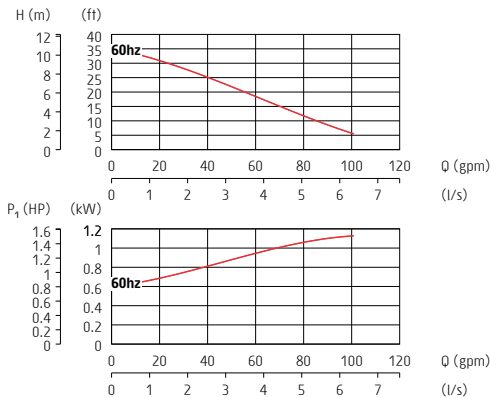 H (m) (ft)
12 40
35
10 60hz
30
8 25
6 20
15
4
10
2 5
0 0
0 20 40 60 80 100 120 Q (gpm)
0 1 2 3 4 5 6 7 (l/s)
P1 (HP) (kW)
1.6 1.2
1.4 1
1.2
1 0.8
0.8 60hz
0.6
0.6 0.4
0.4
0.2 0.2
0 0
0 20 40 60 80 100 120 Q (gpm)
0 1 2 3 4 5 6 7 (l/s)